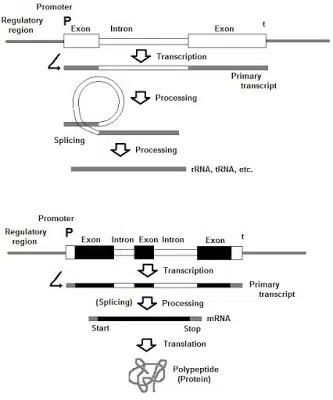 Promoter
Regulatory
region
P
t
Exon Intron Exon
Transcription
Primary
transcript
Processing
Splicing
Processing
rRNA, tRNA, etc.
Promoter
Regulatory
region
P
t
Exon Intron Exon Intron Exon
Transcription
Primary
transcript
(Splicing) Processing
mRNA
Start Stop
Translation
Polypeptide
(Protein)